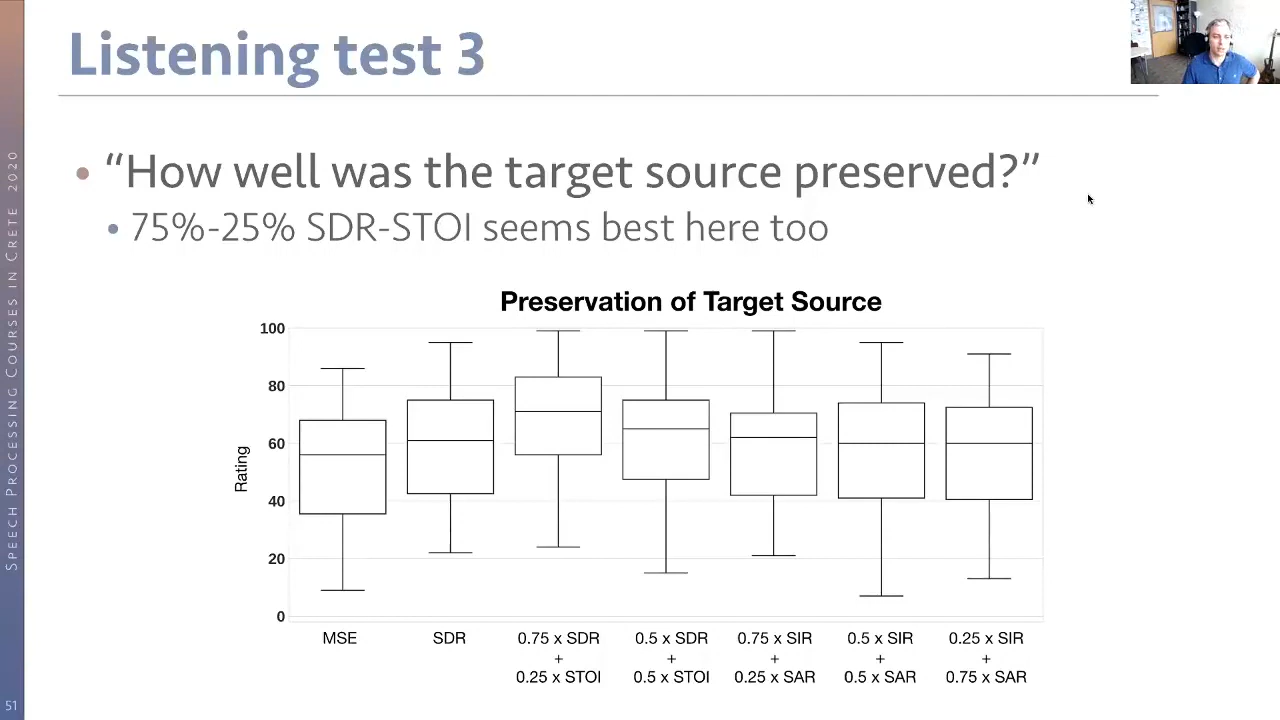 Listening test 3
• “How well was the target source preserved?”
• 75%-25% SDR-STOI seems best here too
Preservation of Target Source
Rating
100
80
60
40
20
0
MSE
SDR
0.75 x SDR
+
0.25 x STOI
0.5 x SDR
+
0.5 x STOI
0.75 x SIR
+
0.25 x SAR
0.5 x SIR
+
0.5 x SAR
0.25 x SIR
+
0.75 x SAR
SPEECH PROCESSING COURSES IN CRETE 2020
51